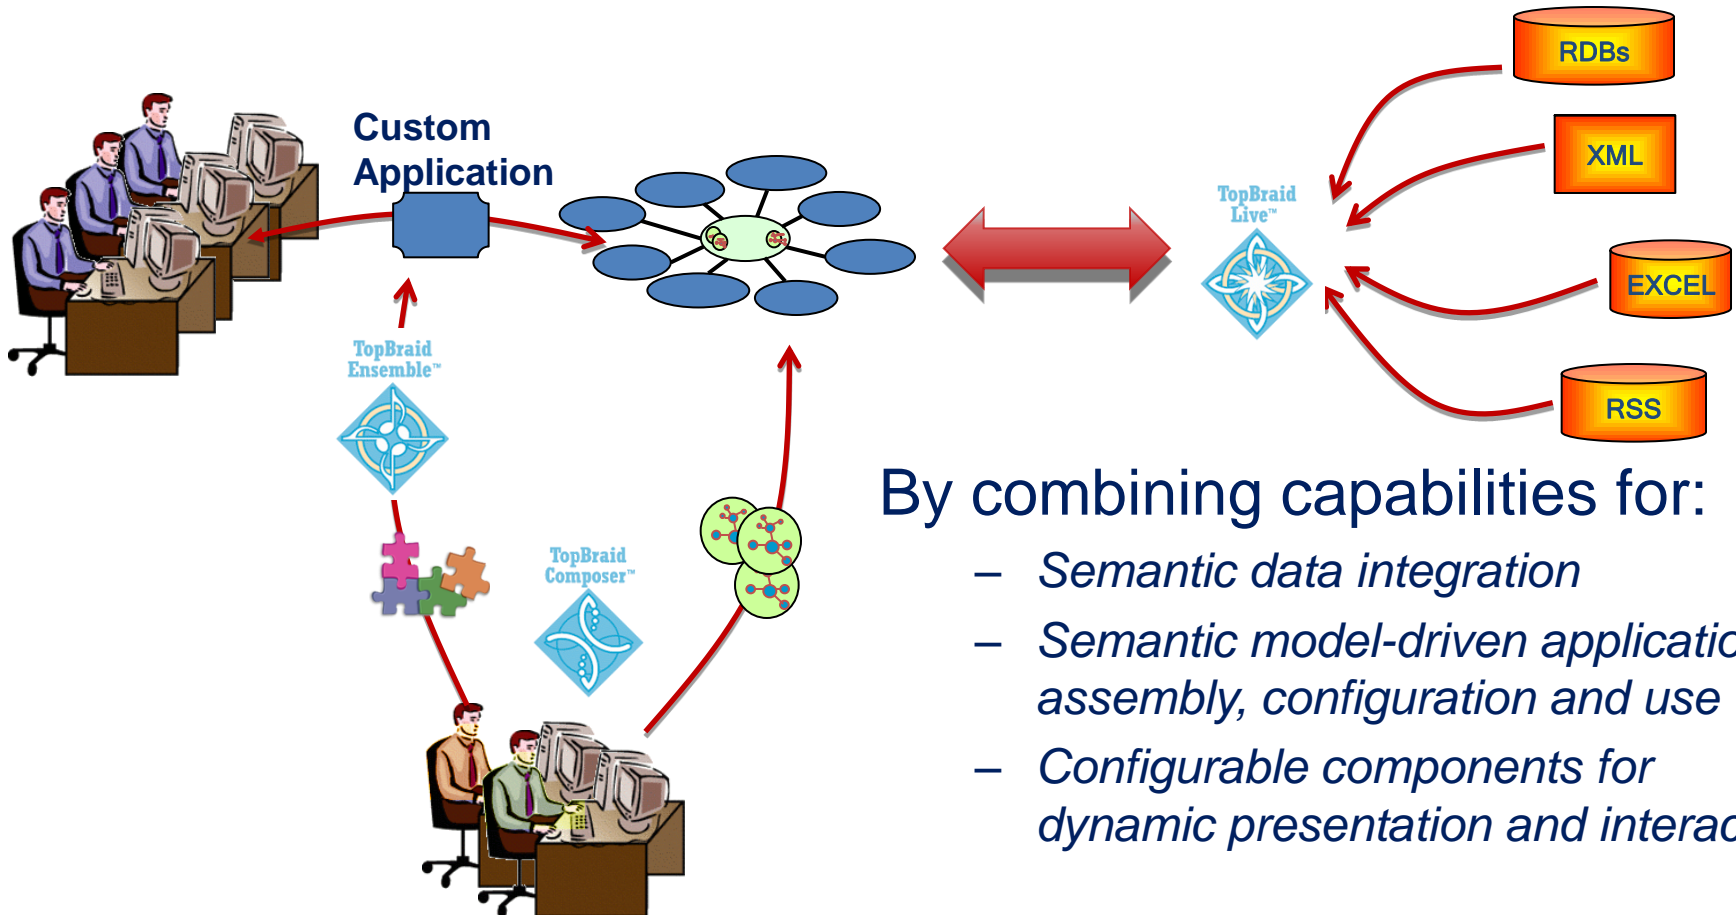 RDBs
XML
EXCEL
RSS
Custom
Application
TopBraid
Live™
TopBraid
Ensemble™
TopBraid
Composer™
By combining capabilities for:
– Semantic data integration
– Semantic model-driven applicatio
assembly, configuration and use
– Configurable components for
dynamic presentation and interac